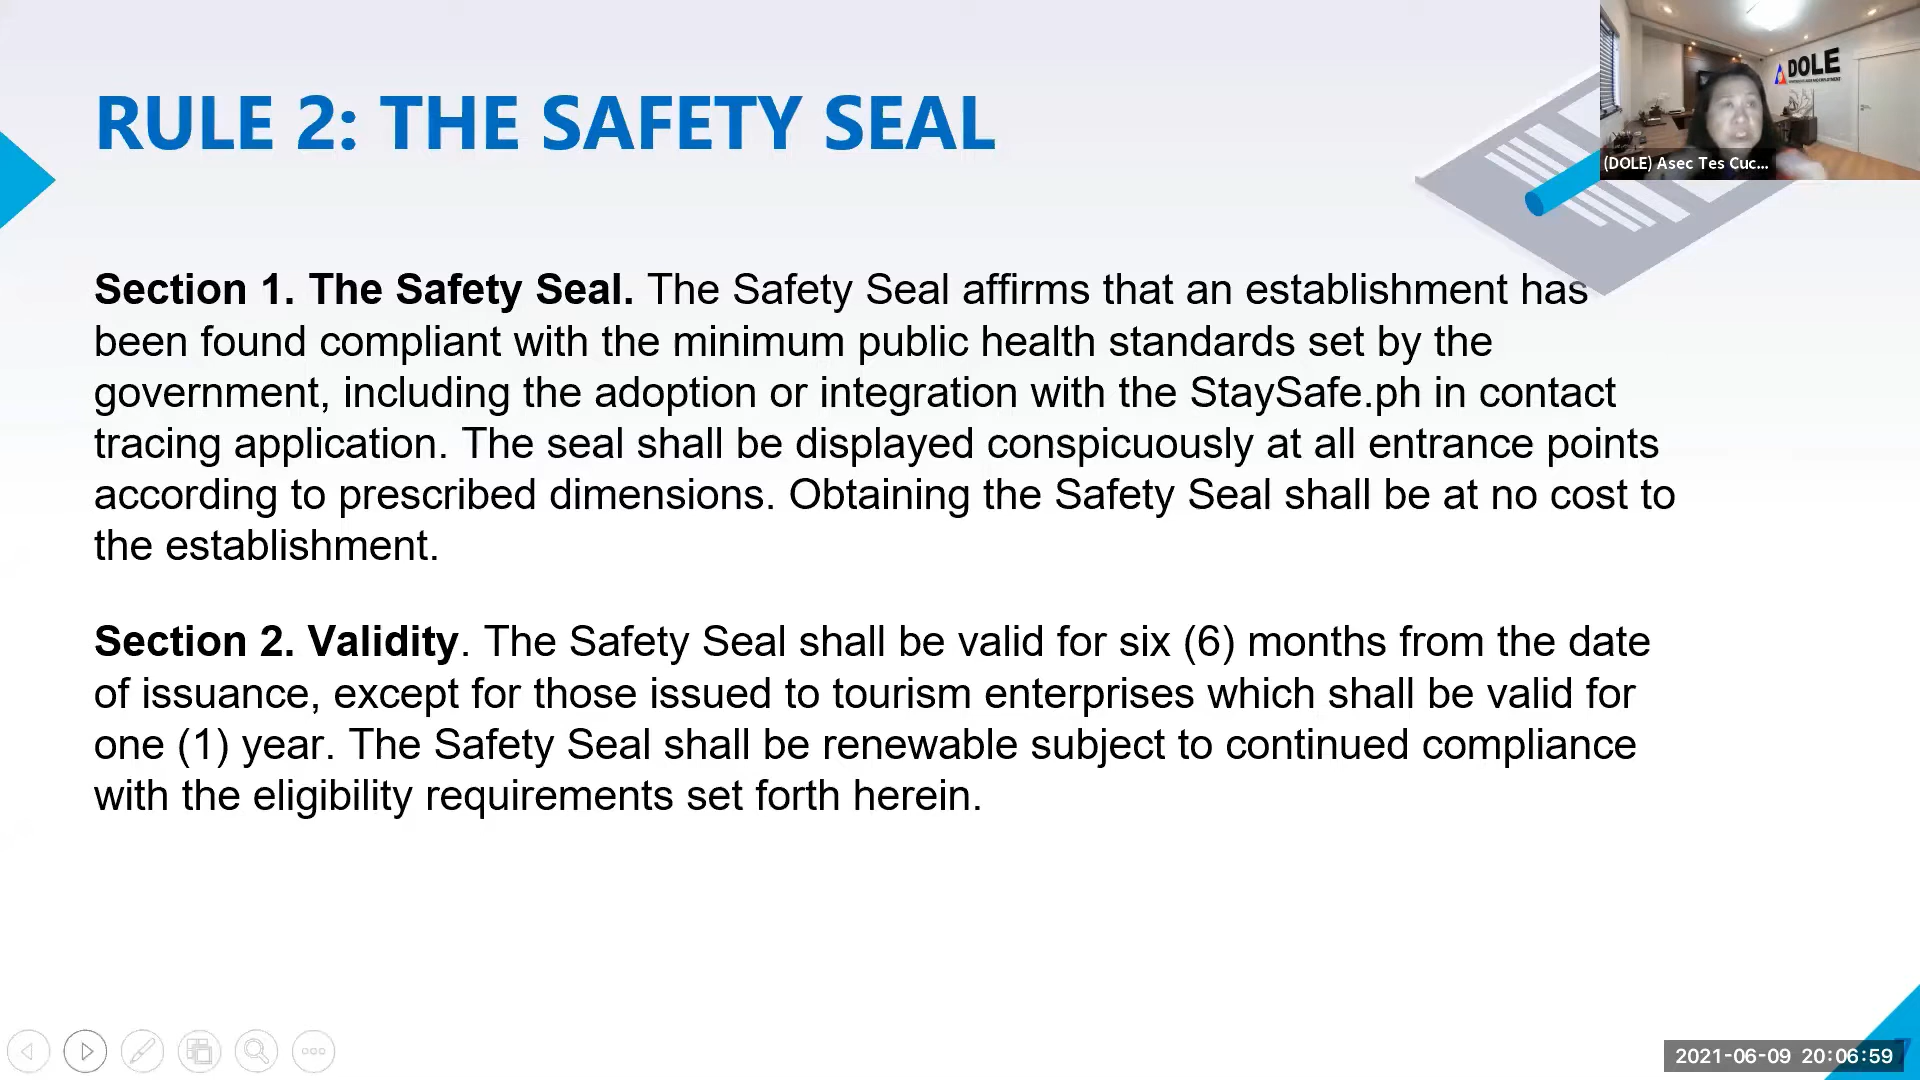 RULE 2: THE SAFETY SEAL
DOLE
(DOLE) Asec Tes Cuc...
Section 1. The Safety Seal. The Safety Seal affirms that an establishment has
been found compliant with the minimum public health standards set by the
government, including the adoption or integration with the StaySafe.ph in contact
tracing application. The seal shall be displayed conspicuously at all entrance points
according to prescribed dimensions. Obtaining the Safety Seal shall be at no cost to
the establishment.
Section 2. Validity. The Safety Seal shall be valid for six (6) months from the date
of issuance, except for those issued to tourism enterprises which shall be valid for
one (1) year. The Safety Seal shall be renewable subject to continued compliance
with the eligibility requirements set forth herein.
7
2021-06-09 20:06:59